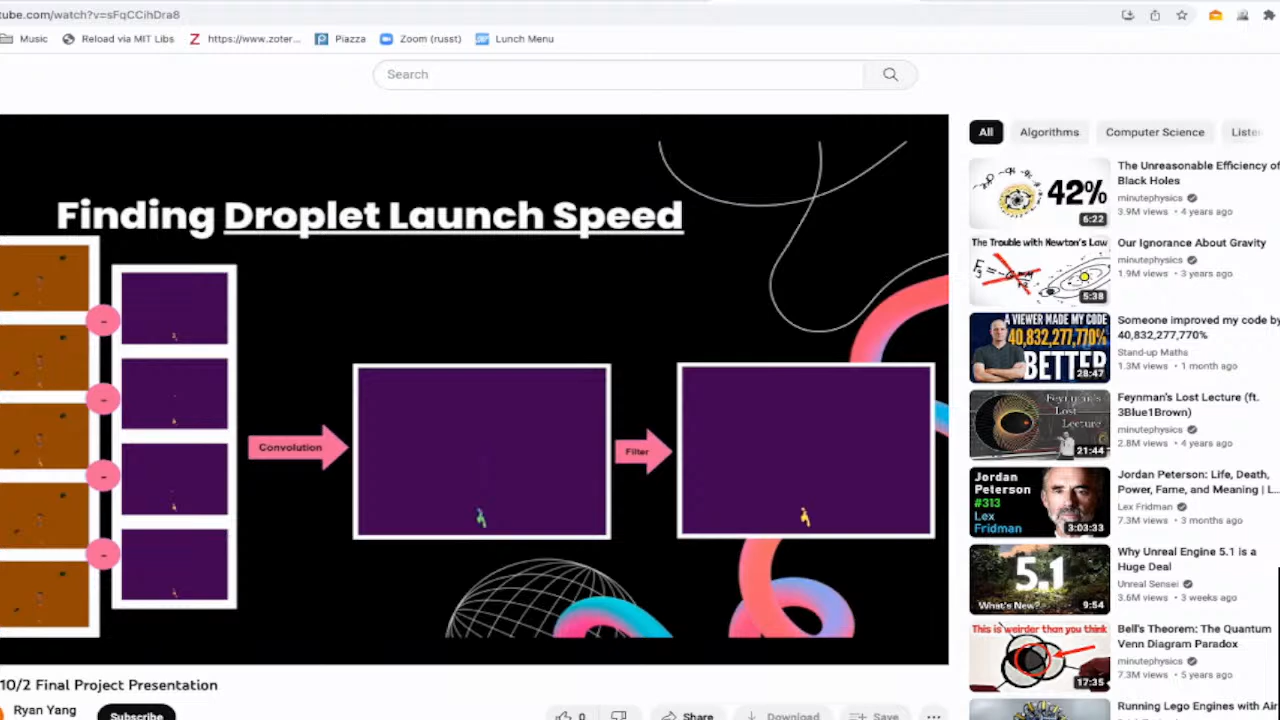 tube.com/watch?v=sFqCCihDra8
Music Reload via MIT Libs https://www.zoter... Piazza Zoom (russt) Lunch Menu
Search
All Algorithms Computer Science
Finding Droplet Launch Speed
-
-
-
-
Convolution
Filter
42%
6:22
The Unreasonable Efficiency of
Black Holes
minutephysics
3.9M views • 4 years ago
The Trouble with Newton's Law
5:38
Our Ignorance About Gravity
minutephysics
1.9M views • 3 years ago
A VIEWER MADE MY CODE
40,832,277,770%
BETTER
28:47
Someone improved my code by
40,832,277,770%
Stand-up Maths
1.3M views • 1 month ago
Feynman's
Lost
Lecture
21:44
Feynman's Lost Lecture (ft.
3Blue1Brown)
minutephysics
2.8M views • 4 years ago
Jordan
Peterson
#313
Lex
Fridman
3:03:33
Jordan Peterson: Life, Death,
Power, Fame, and Meaning | L...
Lex Fridman
7.3M views • 3 months ago
5.1
What's New?
9:54
Why Unreal Engine 5.1 is a
Huge Deal
Unreal Sensei
3.6M views • 3 weeks ago
This is weirder than you think
17:35
Bell's Theorem: The Quantum
Venn Diagram Paradox
minutephysics
7.3M views • 5 years ago
Running Lego Engines with Air
10/2 Final Project Presentation
Ryan Yang
Subscribe
0 Share Download Save ...